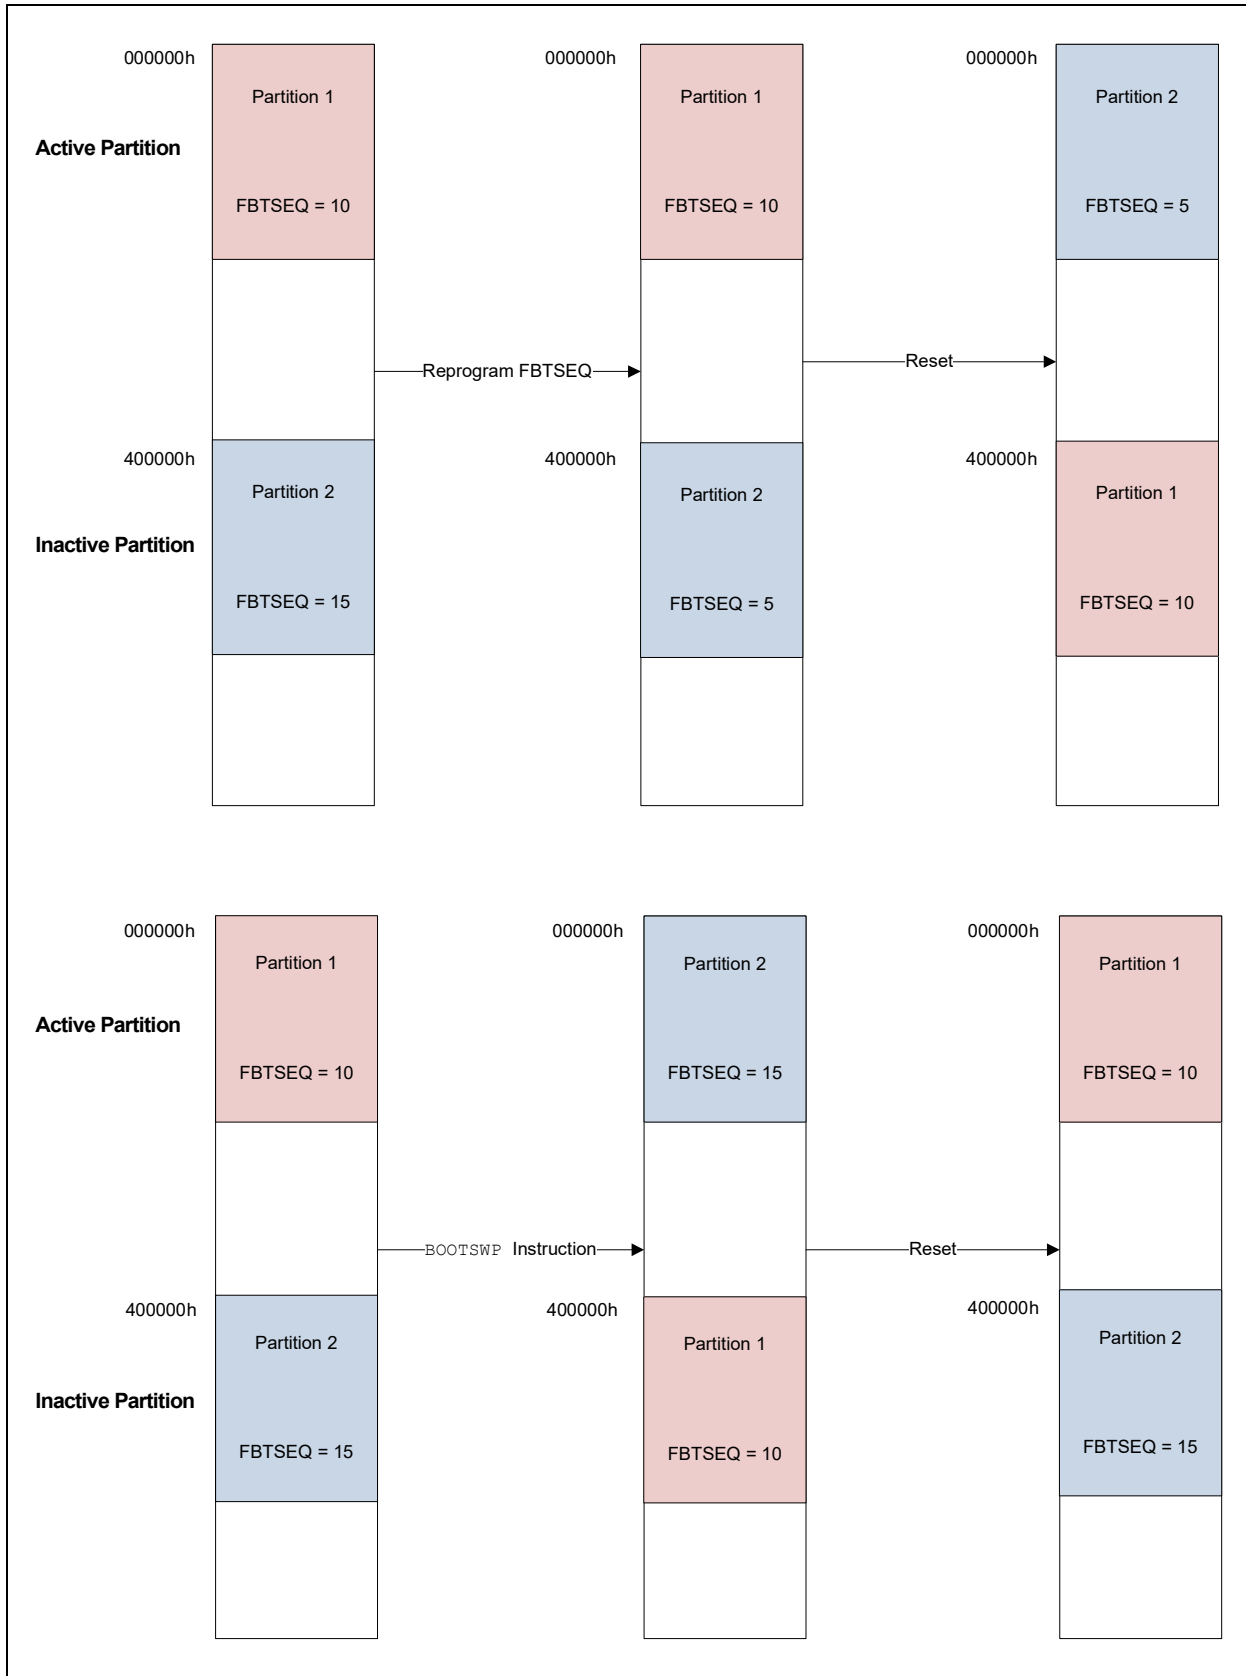 000000h 000000h 000000h
Partition 1 Partition 1 Partition 2
Active Partition
FBTSEQ = 10 FBTSEQ = 10 FBTSEQ = 5
Reprogram FBTSEQ Reset
400000h 400000h 400000h
Partition 2 Partition 2 Partition 1
Inactive Partition
FBTSEQ = 15 FBTSEQ = 5 FBTSEQ = 10
000000h 000000h 000000h
Partition 1 Partition 2 Partition 1
Active Partition
FBTSEQ = 10 FBTSEQ = 15 FBTSEQ = 10
BOOTSWP Instruction Reset
400000h 400000h 400000h
Partition 2 Partition 1 Partition 2
Inactive Partition
FBTSEQ = 15 FBTSEQ = 10 FBTSEQ = 15